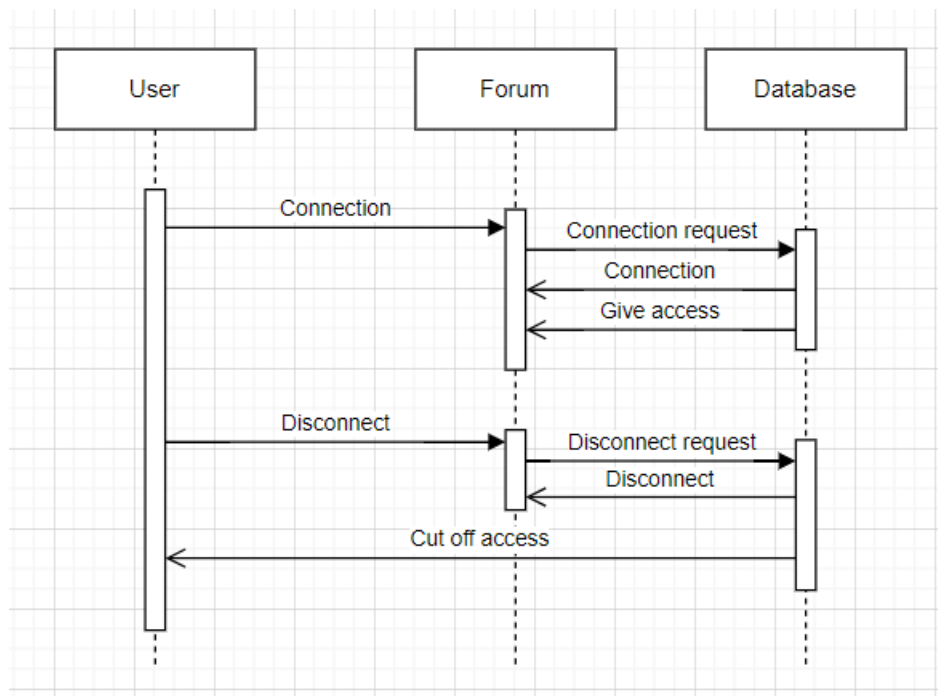 User
Forum
Database
Connection
Connection request
Connection
Give access
Disconnect
Disconnect request
Disconnect
Cut off access